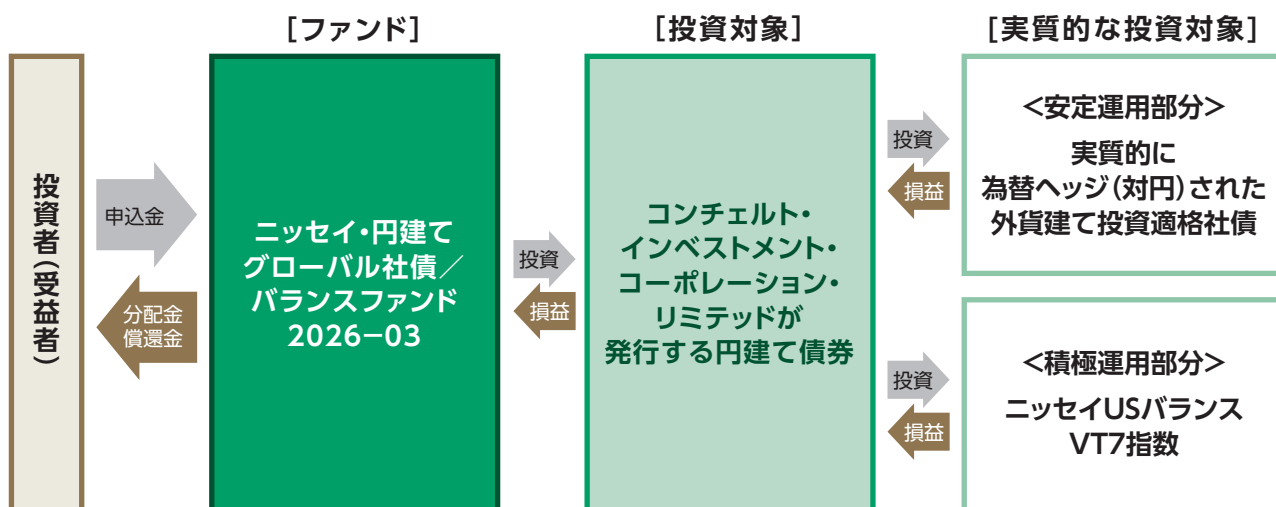 [ファンド]
[投資対象]
[実質的な投資対象]
投資者（受益者）
申込金
分配金
償還金
ニッセイ・円建て
グローバル社債／
バランスファンド
2026−03
投資
損益
コンチェルト・
インベストメント・
コーポレーション・
リミテッドが
発行する円建て債券
投資
損益
＜安定運用部分＞
実質的に
為替ヘッジ（対円）された
外貨建て投資適格社債
投資
損益
＜積極運用部分＞
ニッセイUSバランス
VT7指数